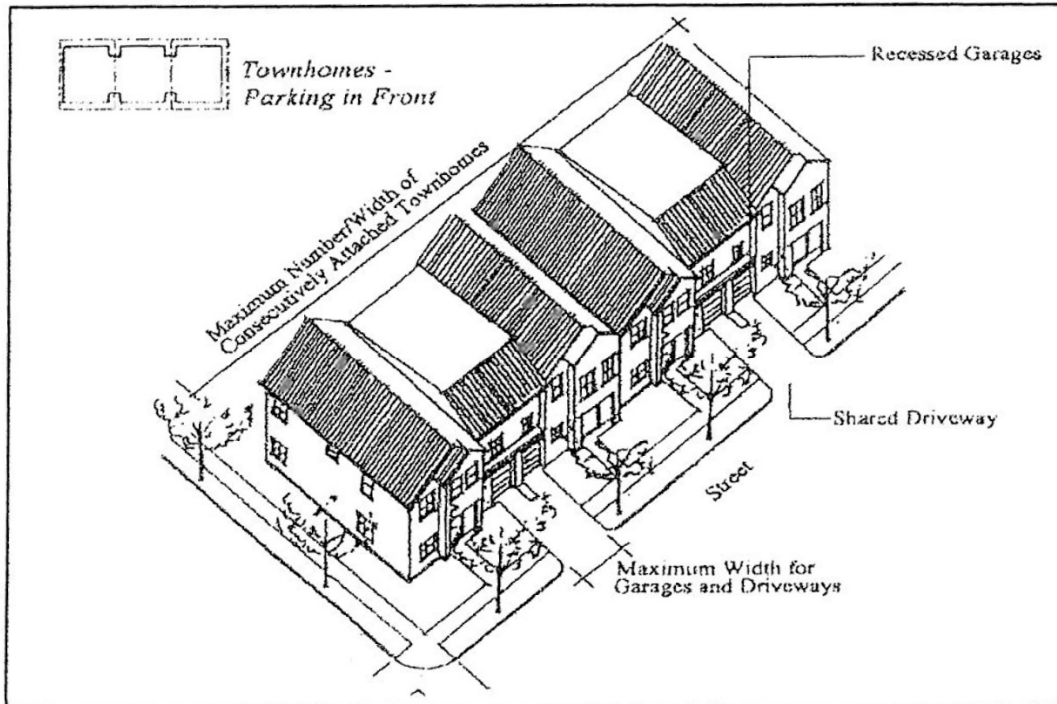 Townhomes -
Parking in Front
Recessed Garages
Maximum Number/Width of
Consecutively Attached Townhomes
Shared Driveway
Street
Maximum Width for
Garages and Driveways